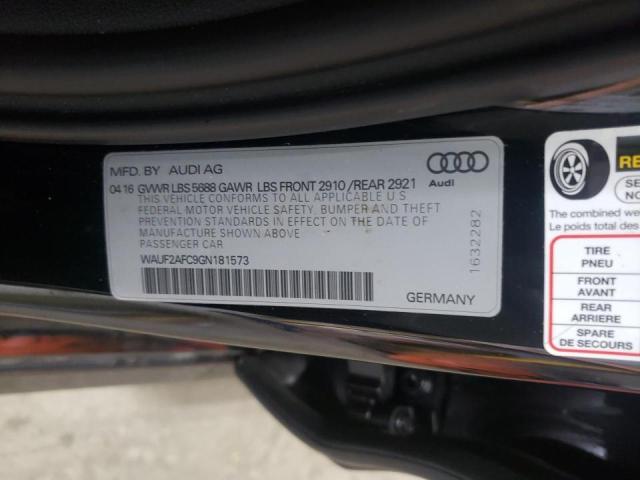 MFD. BY AUDI AG
Audi
04 16 GVWR LBS 5688 GAWR LBS FRONT 2910 /REAR 2921
THIS VEHICLE CONFORMS TO ALL APPLICABLE U.S
FEDERAL MOTOR VEHICLE SAFETY, BUMPER AND THEFT
PREVENTION STANDARDS IN EFFECT ON THE DATE OF
MANUFACTURE SHOWN ABOVE
PASSENGER CAR
WAUF2AFC9GN181573
1632282
GERMANY
The combined we
Le poids total des
TIRE
PNEU
FRONT
AVANT
REAR
ARRIERE
SPARE
DE SECOURS